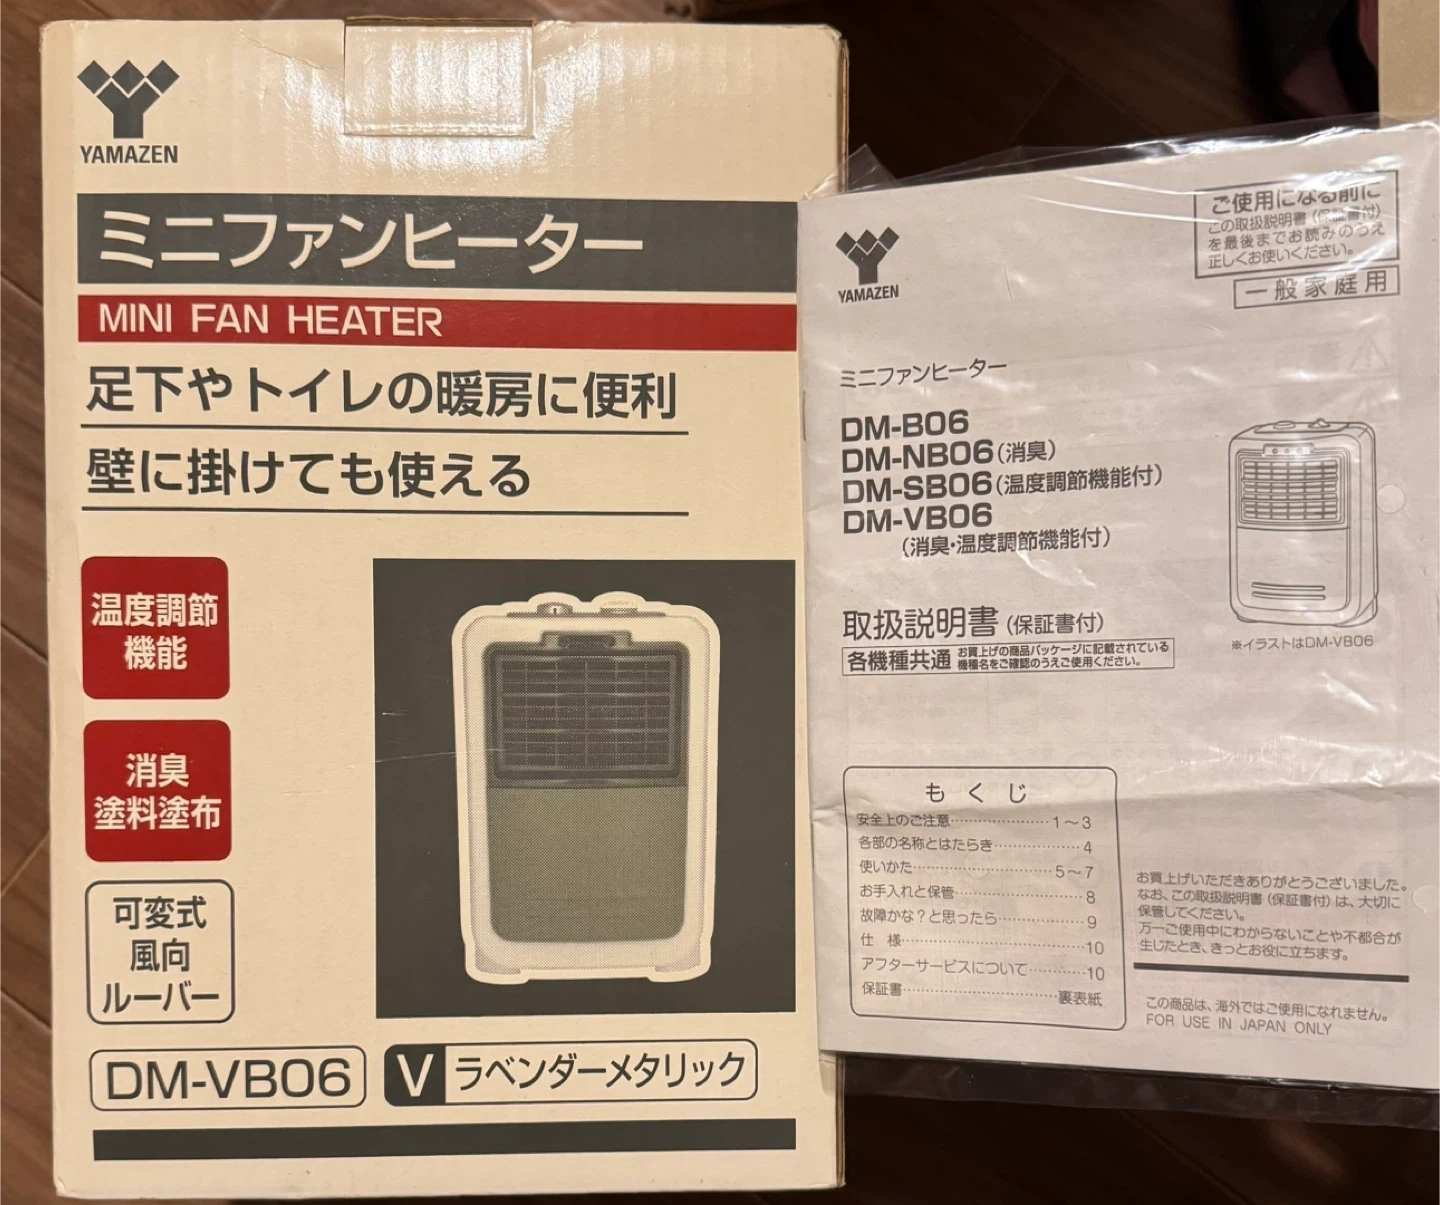 YAMAZEN
ミニファンヒーター
MINI FAN HEATER
足下やトイレの暖房に便利
壁に掛けても使える
温度調節
機能
消臭
塗料塗布
可変式
風向
ルーバー
DM-VB06
V ラベンダーメタリック
YAMAZEN
ご使用になる前に
この取扱説明書（保証書付）
を最後までお読みのうえ
正しくお使いください。
一般家庭用
ミニファンヒーター
DM-B06
DM-NB06（消臭）
DM-SB06（温度調節機能付）
DM-VB06
（消臭・温度調節機能付）
取扱説明書（保証書付）
各機種共通
お買上げの商品パッケージに記載されている
機種名をご確認のうえご使用ください。
※イラストはDM-VB06
もくじ
安全上のご注意…………………1～3
各部の名称とはたらき………………4
使いかた…………………………5～7
お手入れと保管………………………8
故障かな？と思ったら………………9
仕様…………………………………10
アフターサービスについて…………10
保証書……………………………裏表紙
お買上げいただきありがとうございました。
なお、この取扱説明書（保証書付）は、大切に
保管してください。
万一ご使用中にわからないことや不都合が
生じたとき、きっとお役に立ちます。
この商品は、海外ではご使用になれません。
FOR USE IN JAPAN ONLY